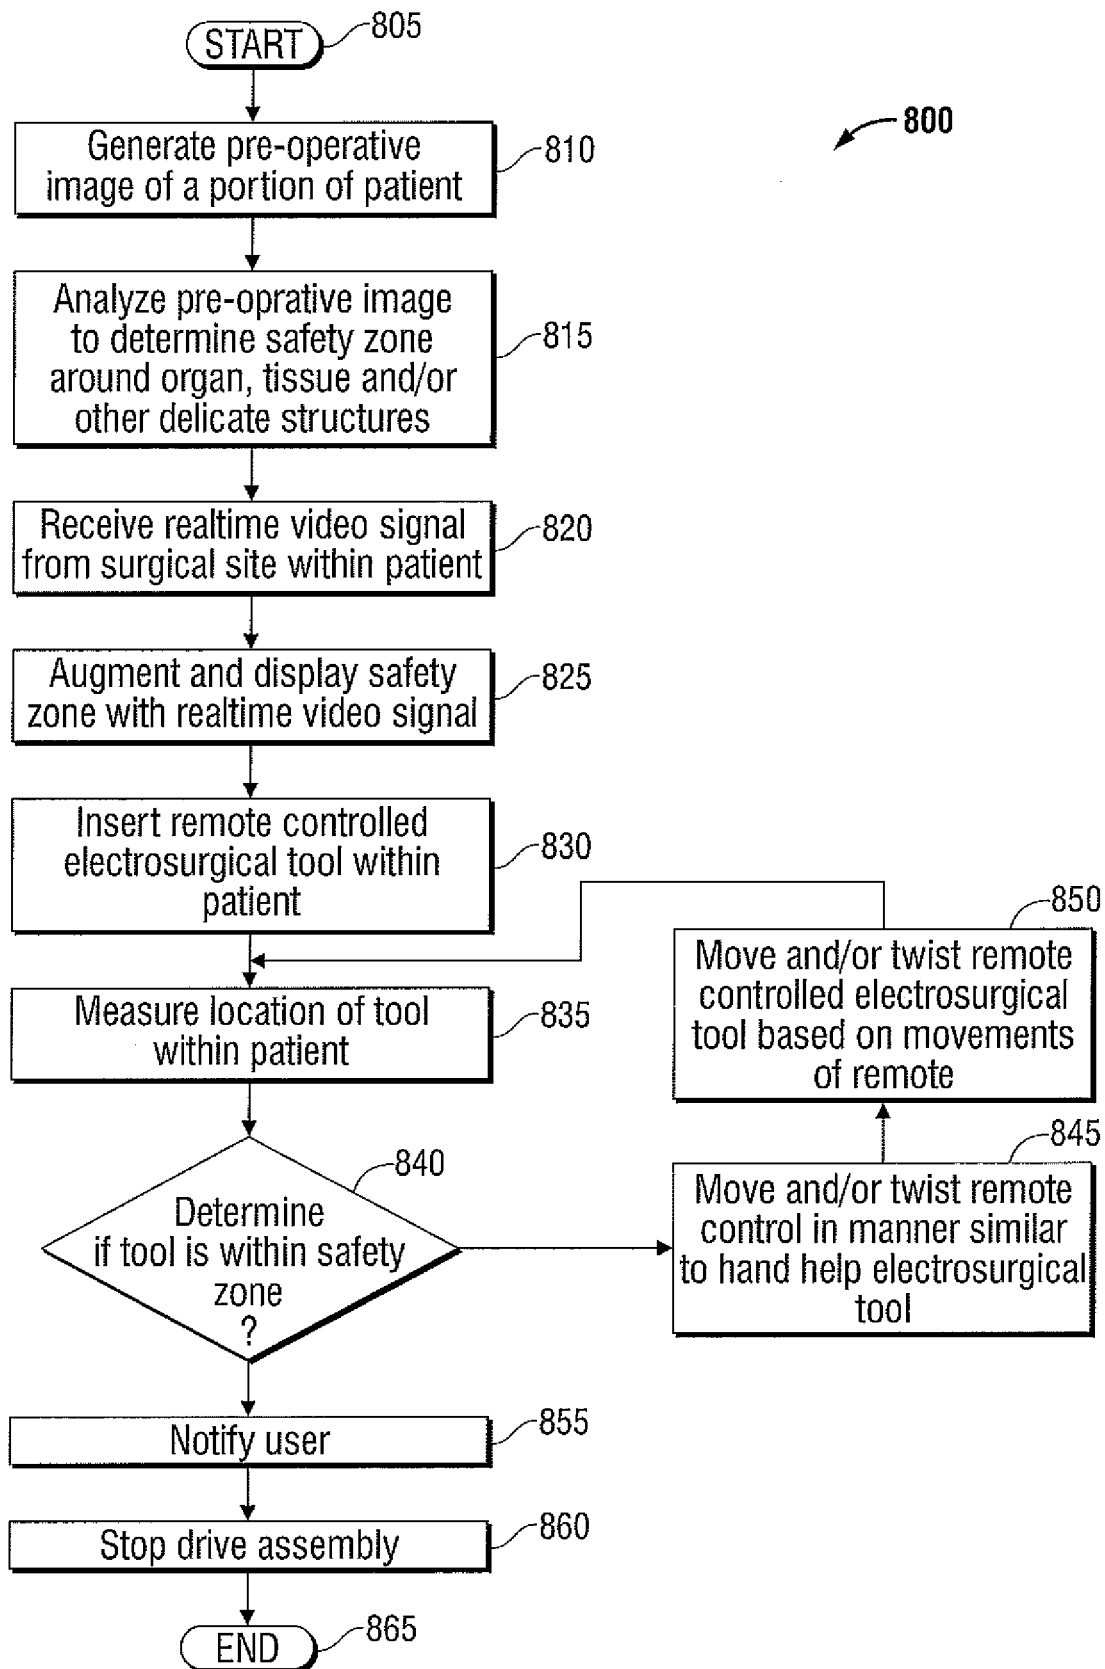 START
805
800
Generate pre-operative
image of a portion of patient
810
Analyze pre-oprative image
to determine safety zone
around organ, tissue and/or
other delicate structures
815
Receive realtime video signal
from surgical site within patient
820
Augment and display safety
zone with realtime video signal
825
Insert remote controlled
electrosurgical tool within
patient
830
Measure location of tool
within patient
835
Determine
if tool is within safety
zone
?
840
Move and/or twist remote
controlled electrosurgical
tool based on movements
of remote
850
Move and/or twist remote
control in manner similar
to hand help electrosurgical
tool
845
Notify user
855
Stop drive assembly
860
END
865